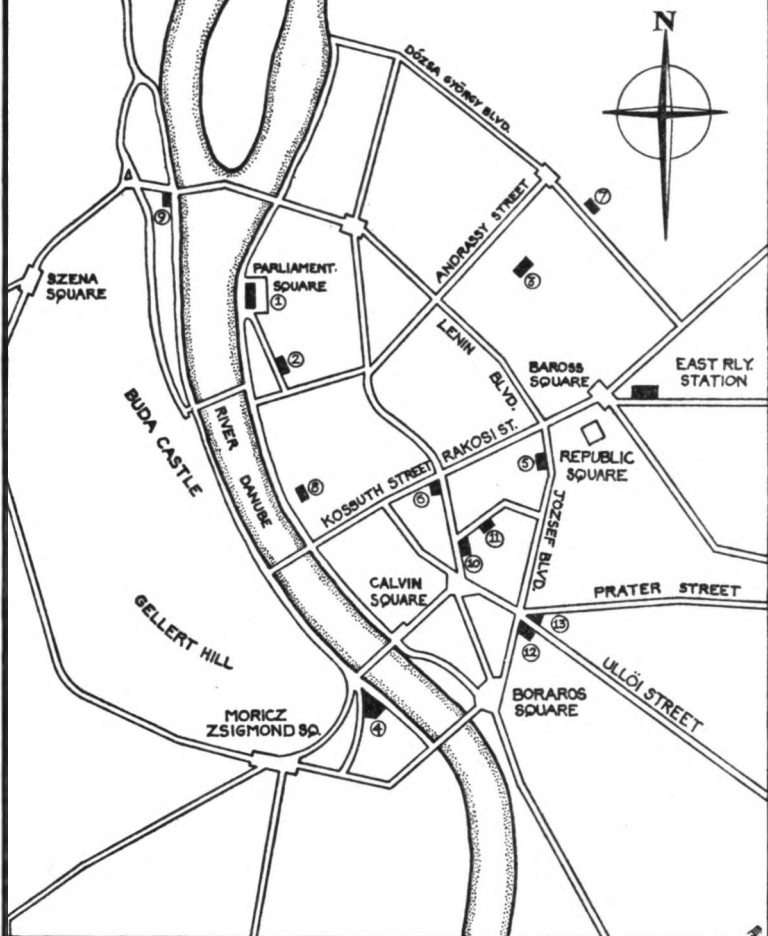 N
DÓZSA GYÖRGY BLVD.
ANDRASSY STREET
⑦
⑨
SZENA
SQUARE
PARLIAMENT.
SQUARE
①
③
②
LENIN
BLVD.
BAROSS
SQUARE
EAST RLY.
STATION
BUDA CASTLE
RIVER
DANUBE
RAKOSI ST.
KOSSUTH STREET
⑤
REPUBLIC
SQUARE
⑧
⑥
⑪
⑩
JOZSEF BLVD.
CALVIN
SQUARE
PRATER STREET
GELLERT HILL
⑬
⑫
ULLÖI STREET
BORAROS
SQUARE
MORICZ
ZSIGMOND SQ.
④